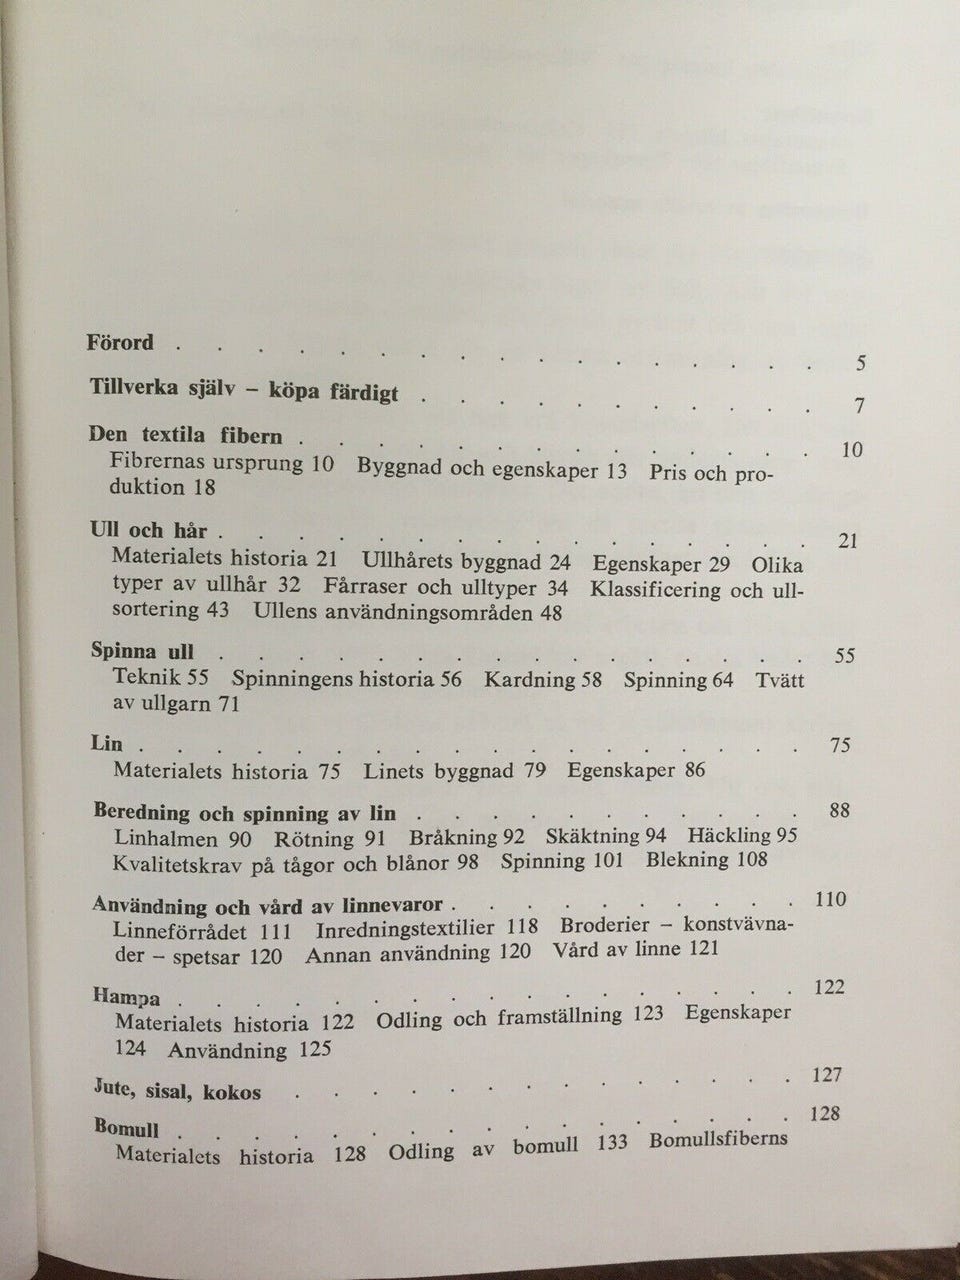 Förord . . . . . . . . . . . . . . . . . 5
Tillverka själv – köpa färdigt . . . . . . . . . . . 7
Den textila fibern . . . . . . . . . . . . . . 10
Fibrernas ursprung 10 Byggnad och egenskaper 13 Pris och pro-
duktion 18
Ull och hår . . . . . . . . . . . . . . . . 21
Materialets historia 21 Ullhårets byggnad 24 Egenskaper 29 Olika
typer av ullhår 32 Fårraser och ulltyper 34 Klassificering och ull-
sortering 43 Ullens användningsområden 48
Spinna ull . . . . . . . . . . . . . . . . 55
Teknik 55 Spinningens historia 56 Kardning 58 Spinning 64 Tvätt
av ullgarn 71
Lin . . . . . . . . . . . . . . . . . . 75
Materialets historia 75 Linets byggnad 79 Egenskaper 86
Beredning och spinning av lin . . . . . . . . . . . 88
Linhalmen 90 Rötning 91 Bråkning 92 Skäktning 94 Häckling 95
Kvalitetskrav på tågor och blånor 98 Spinning 101 Blekning 108
Användning och vård av linnevaror . . . . . . . . . . 110
Linneförrådet 111 Inredningstextilier 118 Broderier – konstvävna-
der – spetsar 120 Annan användning 120 Vård av linne 121
Hampa . . . . . . . . . . . . . . . . . 122
Materialets historia 122 Odling och framställning 123 Egenskaper
124 Användning 125
Jute, sisal, kokos . . . . . . . . . . . . . . 127
Bomull . . . . . . . . . . . . . . . . . 128
Materialets historia 128 Odling av bomull 133 Bomullsfiberns